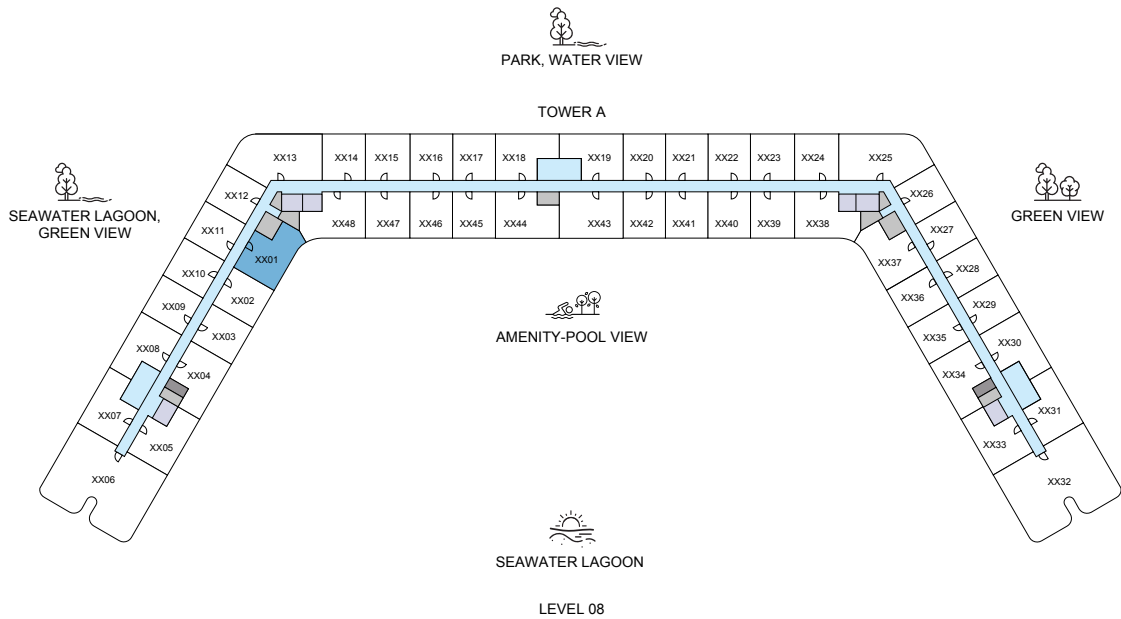 PARK, WATER VIEW
TOWER A
XX13
XX14
XX15
XX16
XX17
XX18
XX19
XX20
XX21
XX22
XX23
XX24
XX25
XX12
XX26
SEAWATER LAGOON,
GREEN VIEW
GREEN VIEW
XX48
XX47
XX46
XX45
XX44
XX43
XX42
XX41
XX40
XX39
XX38
XX11
XX27
XX01
XX37
XX10
XX28
XX02
XX36
XX09
XX29
XX03
XX35
AMENITY-POOL VIEW
XX08
XX30
XX04
XX34
XX07
XX31
XX05
XX33
XX06
XX32
SEAWATER LAGOON
LEVEL 08